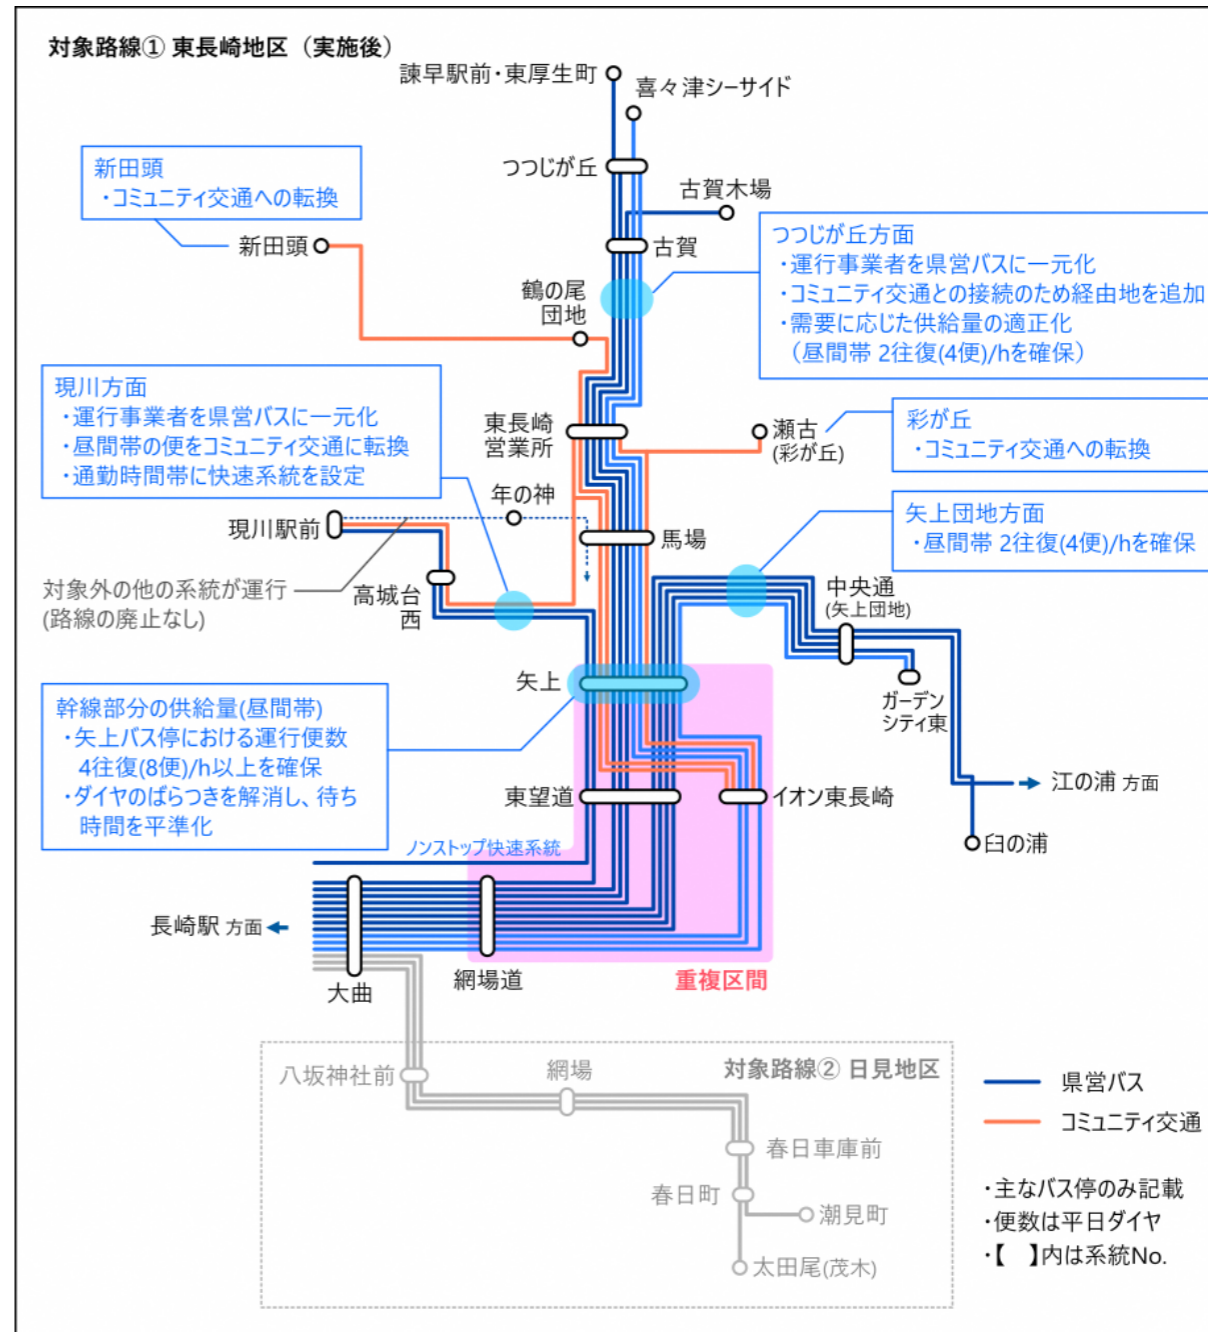 対象路線① 東長崎地区（実施後）
諫早駅前・東厚生町
喜々津シーサイド
つつじが丘
古賀木場
新田頭
・コミュニティ交通への転換
新田頭
古賀
つつじが丘方面
・運行事業者を県営バスに一元化
・コミュニティ交通との接続のため経由地を追加
・需要に応じた供給量の適正化
（昼間帯 2往復(4便)/hを確保）
鶴の尾
団地
現川方面
・運行事業者を県営バスに一元化
・昼間帯の便をコミュニティ交通に転換
・通勤時間帯に快速系統を設定
東長崎
営業所
瀬古
(彩が丘)
彩が丘
・コミュニティ交通への転換
年の神
現川駅前
馬場
矢上団地方面
・昼間帯 2往復(4便)/hを確保
対象外の他の系統が運行
(路線の廃止なし)
高城台
西
中央通
(矢上団地)
矢上
ガーデン
シティ東
幹線部分の供給量(昼間帯)
・矢上バス停における運行便数
4往復(8便)/h以上を確保
・ダイヤのばらつきを解消し、待ち
時間を平準化
東望道
イオン東長崎
江の浦 方面
臼の浦
ノンストップ快速系統
長崎駅 方面
大曲
網場道
重複区間
八坂神社前
網場
対象路線② 日見地区
春日車庫前
春日町
潮見町
太田尾(茂木)
県営バス
コミュニティ交通
・主なバス停のみ記載
・便数は平日ダイヤ
・【　】内は系統No.